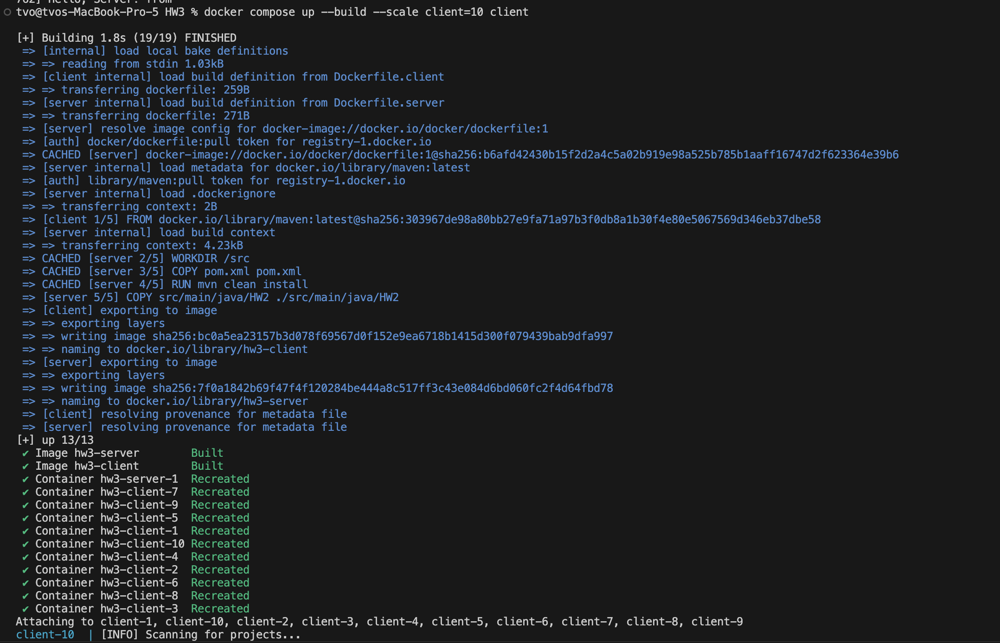 762] Hello, Server! from
tvo@tvos-MacBook-Pro-5 HW3 % docker compose up --build --scale client=10 client
[+] Building 1.8s (19/19) FINISHED
=> [internal] load local bake definitions
=> => reading from stdin 1.03kB
=> [client internal] load build definition from Dockerfile.client
=> => transferring dockerfile: 259B
=> [server internal] load build definition from Dockerfile.server
=> => transferring dockerfile: 271B
=> [server] resolve image config for docker-image://docker.io/docker/dockerfile:1
=> [auth] docker/dockerfile:pull token for registry-1.docker.io
=> CACHED [server] docker-image://docker.io/docker/dockerfile:1@sha256:b6afd42430b15f2d2a4c5a02b919e98a525b785b1aaff16747d2f623364e39b6
=> [server internal] load metadata for docker.io/library/maven:latest
=> [auth] library/maven:pull token for registry-1.docker.io
=> [server internal] load .dockerignore
=> => transferring context: 2B
=> [client 1/5] FROM docker.io/library/maven:latest@sha256:303967de98a80bb27e9fa71a97b3f0db8a1b30f4e80e5067569d346eb37dbe58
=> [server internal] load build context
=> => transferring context: 4.23kB
=> CACHED [server 2/5] WORKDIR /src
=> CACHED [server 3/5] COPY pom.xml pom.xml
=> CACHED [server 4/5] RUN mvn clean install
=> [server 5/5] COPY src/main/java/HW2 ./src/main/java/HW2
=> [client] exporting to image
=> => exporting layers
=> => writing image sha256:bc0a5ea23157b3d078f69567d0f152e9ea6718b1415d300f079439bab9dfa997
=> => naming to docker.io/library/hw3-client
=> [server] exporting to image
=> => exporting layers
=> => writing image sha256:7f0a1842b69f47f4f120284be444a8c517ff3c43e084d6bd060fc2f4d64fbd78
=> => naming to docker.io/library/hw3-server
=> [client] resolving provenance for metadata file
=> [server] resolving provenance for metadata file
[+] up 13/13
✔ Image hw3-server Built
✔ Image hw3-client Built
✔ Container hw3-server-1 Recreated
✔ Container hw3-client-7 Recreated
✔ Container hw3-client-9 Recreated
✔ Container hw3-client-5 Recreated
✔ Container hw3-client-1 Recreated
✔ Container hw3-client-10 Recreated
✔ Container hw3-client-4 Recreated
✔ Container hw3-client-2 Recreated
✔ Container hw3-client-6 Recreated
✔ Container hw3-client-8 Recreated
✔ Container hw3-client-3 Recreated
Attaching to client-1, client-10, client-2, client-3, client-4, client-5, client-6, client-7, client-8, client-9
client-10 | [INFO] Scanning for projects...